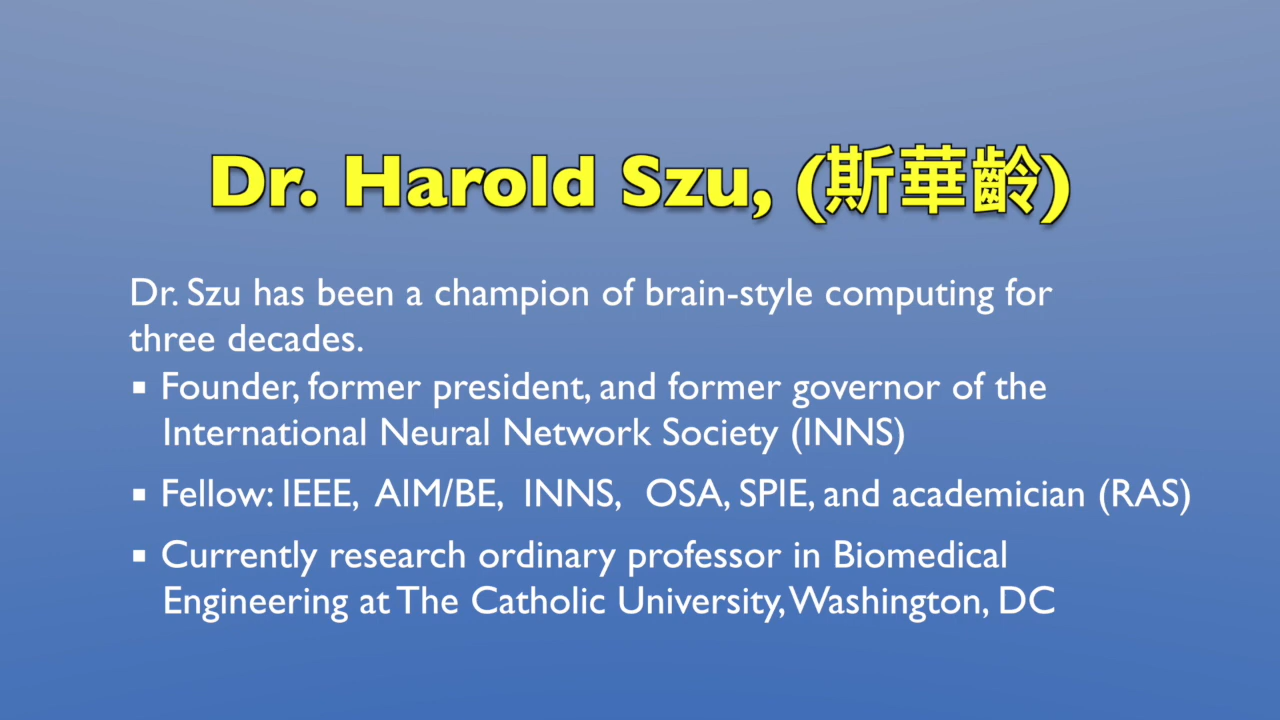 Dr. Harold Szu, (斯華齡)
Dr. Szu has been a champion of brain-style computing for
three decades.
▪ Founder, former president, and former governor of the
International Neural Network Society (INNS)
▪ Fellow: IEEE, AIM/BE, INNS, OSA, SPIE, and academician (RAS)
▪ Currently research ordinary professor in Biomedical
Engineering at The Catholic University, Washington, DC